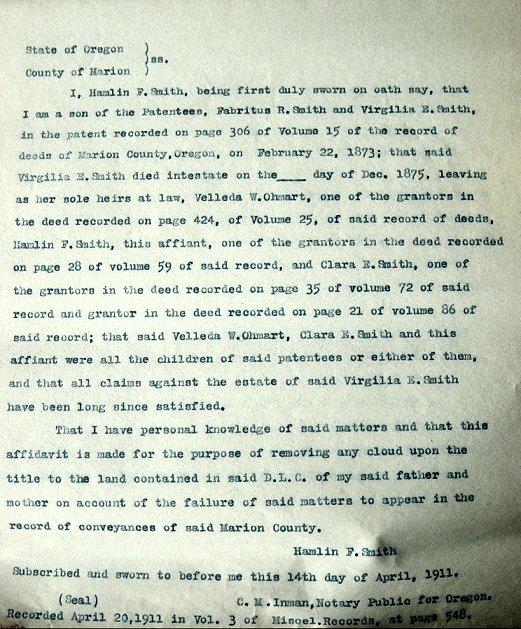 State of Oregon )
                )ss.
County of Marion )
I, Hamlin F.Smith, being first duly sworn on oath say, that
I am a son of the Patentees, Fabritus R.Smith and Virgilia E.Smith,
in the patent recorded on page 306 of Volume 15 of the record of
deeds of Marion County,Oregon, on February 22, 1873; that said
Virgilia E.Smith died intestate on the____ day of Dec. 1875, leaving
as her sole heirs at law, Velleda W.Ohmart, one of the grantors in
the deed recorded on page 424, of Volume 25, of said record of deeds,
Hamlin F.Smith, this affiant, one of the grantors in the deed recorded
on page 28 of volume 59 of said record, and Clara E.Smith, one of
the grantors in the deed recorded on page 35 of volume 72 of said
record and grantor in the deed recorded on page 21 of volume 86 of
said record; that said Velleda W.Ohmart, Clara E.Smith and this
affiant were all the children of said patentees or either of them,
and that all claims against the estate of said Virgilia E.Smith
have been long since satisfied.
That I have personal knowledge of said matters and that this
affidavit is made for the purpose of removing any cloud upon the
title to the land contained in said D.L.C. of my said father and
mother on account of the failure of said matters to appear in the
record of conveyances of said Marion County.
Hamlin F.Smith
Subscribed and sworn to before me this 14th day of April, 1911.
(Seal) C.M.Inman,Notary Public for Oregon.
Recorded April 20,1911 in Vol. 3 of Miscel.Records, at page 548.